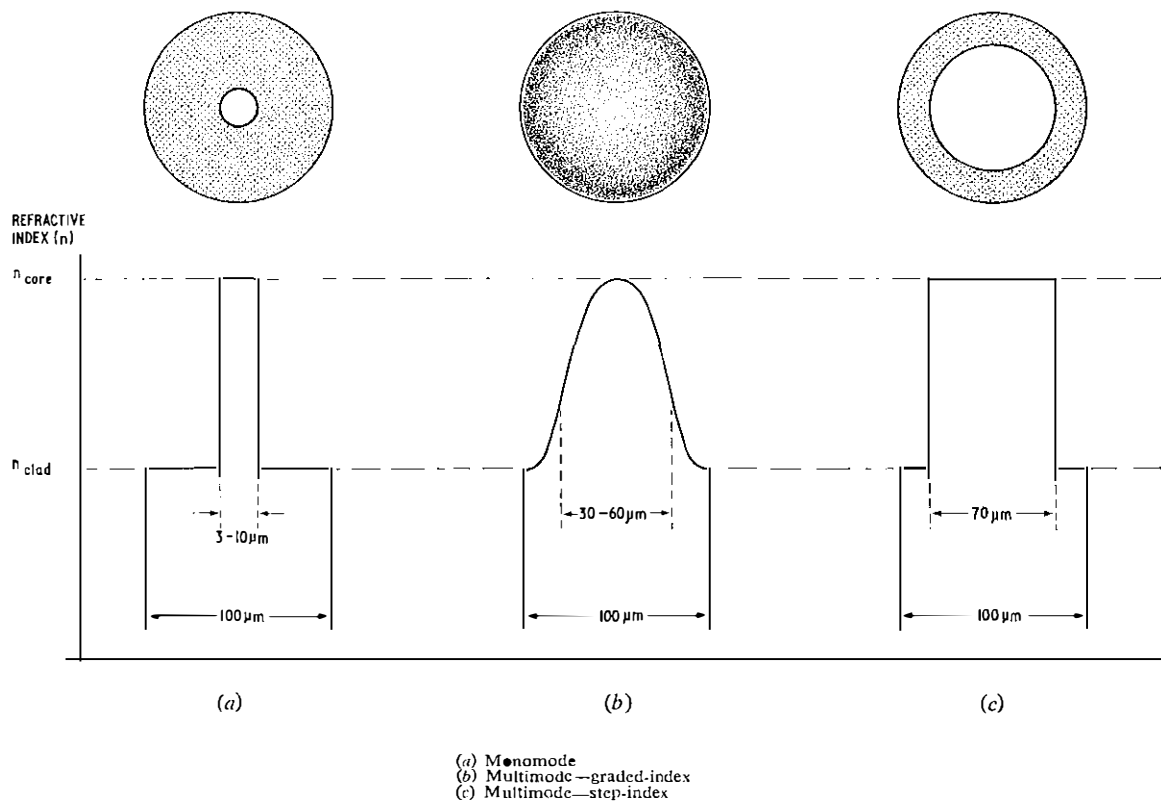 REFRACTIVE
INDEX (n)
n core
n clad
3-10μm
30-60μm
70μm
100μm
100μm
100μm
(a)
(b)
(c)
(a) Monomode
(b) Multimode—graded-index
(c) Multimode—step-index